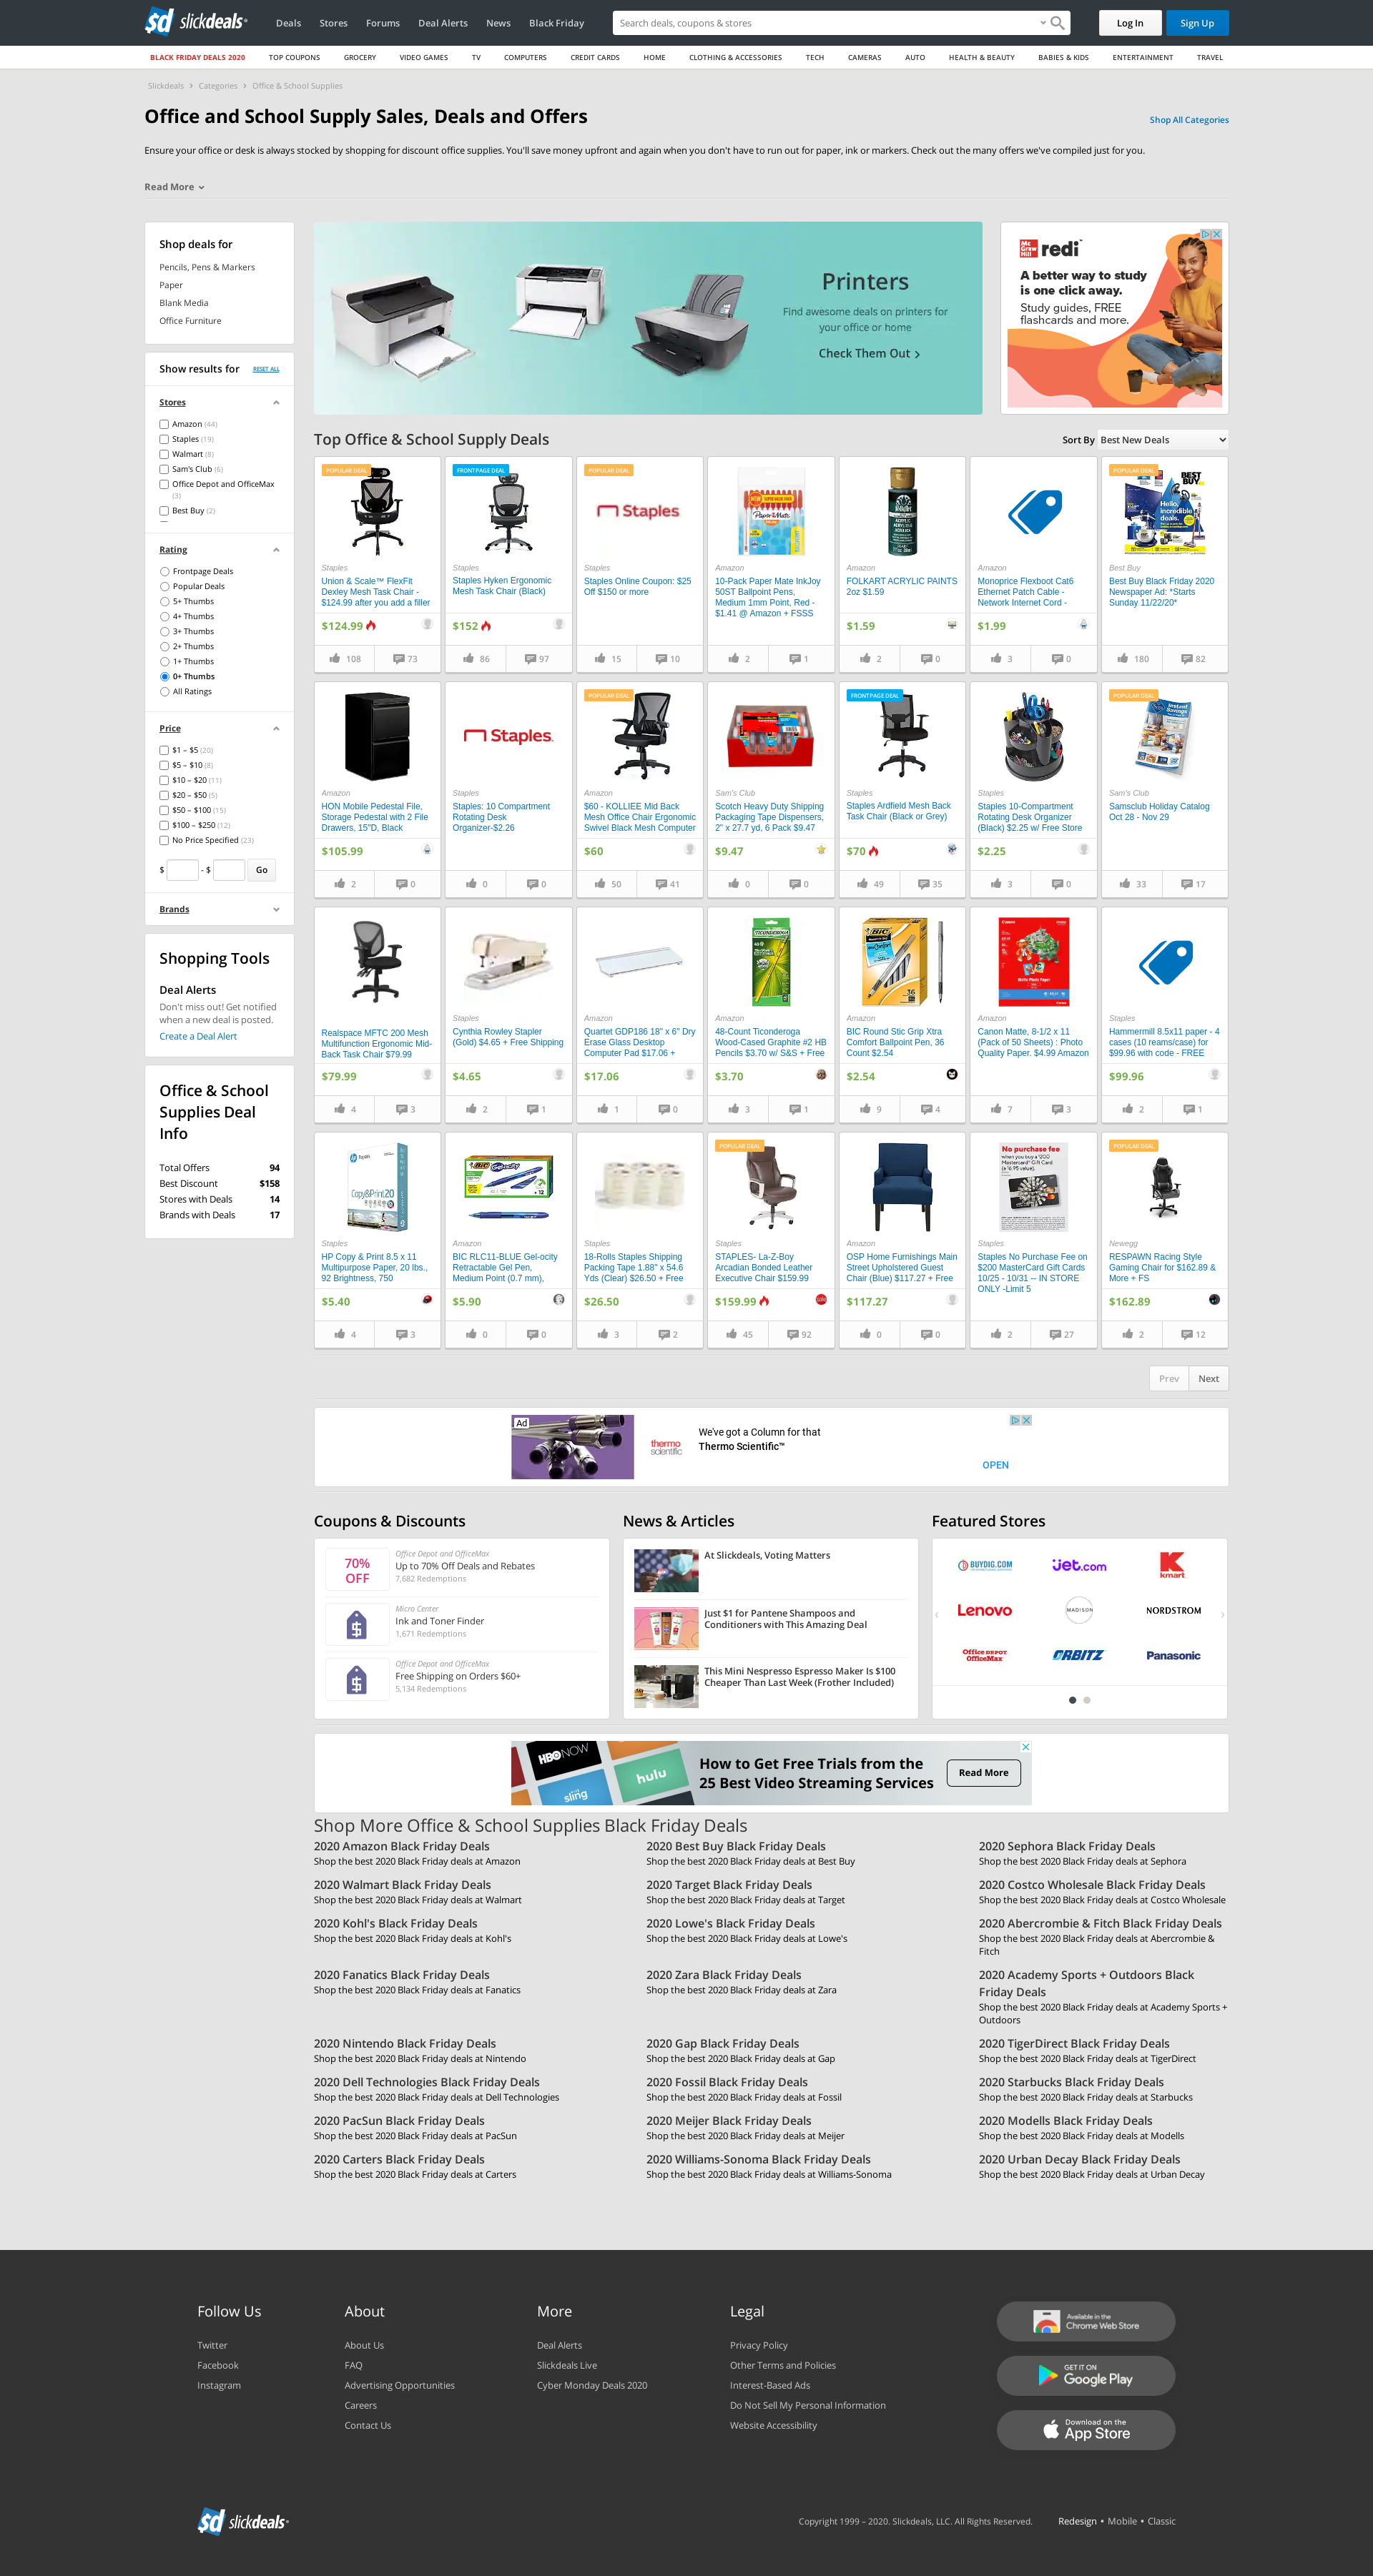 slickdeals
Deals
Stores
Forums
Deal Alerts
News
Black Friday
Search deals, coupons & stores
Log In
Sign Up
BLACK FRIDAY DEALS 2020
TOP COUPONS
GROCERY
VIDEO GAMES
TV
COMPUTERS
CREDIT CARDS
HOME
CLOTHING & ACCESSORIES
TECH
CAMERAS
AUTO
HEALTH & BEAUTY
BABIES & KIDS
ENTERTAINMENT
TRAVEL
Slickdeals > Categories > Office & School Supplies
Office and School Supply Sales, Deals and Offers
Shop All Categories
Ensure your office or desk is always stocked by shopping for discount office supplies. You'll save money upfront and again when you don't have to run out for paper, ink or markers. Check out the many offers we've compiled just for you.
Read More
Shop deals for
Pencils, Pens & Markers
Paper
Blank Media
Office Furniture
Show results for
RESET ALL
Stores
Amazon (44)
Staples (19)
Walmart (8)
Sam's Club (6)
Office Depot and OfficeMax
(3)
Best Buy (2)
Rating
Frontpage Deals
Popular Deals
5+ Thumbs
4+ Thumbs
3+ Thumbs
2+ Thumbs
1+ Thumbs
0+ Thumbs
All Ratings
Price
$1 – $5 (20)
$5 – $10 (8)
$10 – $20 (11)
$20 – $50 (5)
$50 – $100 (15)
$100 – $250 (12)
No Price Specified (23)
$ - $ Go
Brands
Shopping Tools
Deal Alerts
Don't miss out! Get notified
when a new deal is posted.
Create a Deal Alert
Office & School
Supplies Deal
Info
Total Offers 94
Best Discount $158
Stores with Deals 14
Brands with Deals 17
Printers
Find awesome deals on printers for
your office or home
Check Them Out >
Mc Graw Hill
redi
A better way to study
is one click away.
Study guides, FREE
flashcards and more.
Top Office & School Supply Deals
Sort By Best New Deals
POPULAR DEAL
Staples
Union & Scale™ FlexFit
Dexley Mesh Task Chair -
$124.99 after you add a filler
$124.99
108 73
FRONTPAGE DEAL
Staples
Staples Hyken Ergonomic
Mesh Task Chair (Black)
$152
86 97
POPULAR DEAL
Staples
Staples
Staples Online Coupon: $25
Off $150 or more
15 10
Paper Mate
Amazon
10-Pack Paper Mate InkJoy
50ST Ballpoint Pens,
Medium 1mm Point, Red -
$1.41 @ Amazon + FSSS
2 1
Amazon
FOLKART ACRYLIC PAINTS
2oz $1.59
$1.59
2 0
Amazon
Monoprice Flexboot Cat6
Ethernet Patch Cable -
Network Internet Cord -
$1.99
3 0
POPULAR DEAL
BEST BUY
Hello,
incredible
deals.
Best Buy
Best Buy Black Friday 2020
Newspaper Ad: *Starts
Sunday 11/22/20*
180 82
Amazon
HON Mobile Pedestal File,
Storage Pedestal with 2 File
Drawers, 15"D, Black
$105.99
2 0
Staples
Staples
Staples: 10 Compartment
Rotating Desk
Organizer-$2.26
0 0
POPULAR DEAL
Amazon
$60 - KOLLIEE Mid Back
Mesh Office Chair Ergonomic
Swivel Black Mesh Computer
$60
50 41
Sam's Club
Scotch Heavy Duty Shipping
Packaging Tape Dispensers,
2" x 27.7 yd, 6 Pack $9.47
$9.47
0 0
FRONTPAGE DEAL
Staples
Staples Ardfield Mesh Back
Task Chair (Black or Grey)
$70
49 35
Staples
Staples 10-Compartment
Rotating Desk Organizer
(Black) $2.25 w/ Free Store
$2.25
3 0
POPULAR DEAL
Instant
Savings
Sam's Club
Samsclub Holiday Catalog
Oct 28 - Nov 29
33 17
Realspace MFTC 200 Mesh
Multifunction Ergonomic Mid-
Back Task Chair $79.99
$79.99
4 3
Staples
Cynthia Rowley Stapler
(Gold) $4.65 + Free Shipping
$4.65
2 1
Amazon
Quartet GDP186 18" x 6" Dry
Erase Glass Desktop
Computer Pad $17.06 +
$17.06
1 0
TICONDEROGA
Amazon
48-Count Ticonderoga
Wood-Cased Graphite #2 HB
Pencils $3.70 w/ S&S + Free
$3.70
3 1
BIC
36
Amazon
BIC Round Stic Grip Xtra
Comfort Ballpoint Pen, 36
Count $2.54
$2.54
9 4
Canon
Amazon
Canon Matte, 8-1/2 x 11
(Pack of 50 Sheets) : Photo
Quality Paper. $4.99 Amazon
7 3
Staples
Hammermill 8.5x11 paper - 4
cases (10 reams/case) for
$99.96 with code - FREE
$99.96
2 1
hp
Copy&Print20
Staples
HP Copy & Print 8.5 x 11
Multipurpose Paper, 20 lbs.,
92 Brightness, 750
$5.40
4 3
BIC Gelocity
12
Amazon
BIC RLC11-BLUE Gel-ocity
Retractable Gel Pen,
Medium Point (0.7 mm),
$5.90
0 0
Staples
18-Rolls Staples Shipping
Packing Tape 1.88" x 54.6
Yds (Clear) $26.50 + Free
$26.50
3 2
POPULAR DEAL
Staples
STAPLES- La-Z-Boy
Arcadian Bonded Leather
Executive Chair $159.99
$159.99
45 92
Amazon
OSP Home Furnishings Main
Street Upholstered Guest
Chair (Blue) $117.27 + Free
$117.27
0 0
No purchase fee
when you buy a $200
Mastercard® Gift Card
(a $6.95 value).
Staples
Staples No Purchase Fee on
$200 MasterCard Gift Cards
10/25 - 10/31 -- IN STORE
ONLY -Limit 5
2 27
POPULAR DEAL
Newegg
RESPAWN Racing Style
Gaming Chair for $162.89 &
More + FS
$162.89
2 12
Prev Next
Ad
thermo
scientific
We've got a Column for that
Thermo Scientific™
OPEN
Coupons & Discounts
70%
OFF
Office Depot and OfficeMax
Up to 70% Off Deals and Rebates
7,682 Redemptions
Micro Center
Ink and Toner Finder
1,671 Redemptions
Office Depot and OfficeMax
Free Shipping on Orders $60+
5,134 Redemptions
News & Articles
At Slickdeals, Voting Matters
Just $1 for Pantene Shampoos and
Conditioners with This Amazing Deal
This Mini Nespresso Espresso Maker Is $100
Cheaper Than Last Week (Frother Included)
Featured Stores
BUYDIG.COM
jet.com
kmart
Lenovo
MADISON
NORDSTROM
Office DEPOT
OfficeMax
ORBITZ
Panasonic
HBO NOW
hulu
sling
How to Get Free Trials from the
25 Best Video Streaming Services
Read More
Shop More Office & School Supplies Black Friday Deals
2020 Amazon Black Friday Deals
Shop the best 2020 Black Friday deals at Amazon
2020 Best Buy Black Friday Deals
Shop the best 2020 Black Friday deals at Best Buy
2020 Sephora Black Friday Deals
Shop the best 2020 Black Friday deals at Sephora
2020 Walmart Black Friday Deals
Shop the best 2020 Black Friday deals at Walmart
2020 Target Black Friday Deals
Shop the best 2020 Black Friday deals at Target
2020 Costco Wholesale Black Friday Deals
Shop the best 2020 Black Friday deals at Costco Wholesale
2020 Kohl's Black Friday Deals
Shop the best 2020 Black Friday deals at Kohl's
2020 Lowe's Black Friday Deals
Shop the best 2020 Black Friday deals at Lowe's
2020 Abercrombie & Fitch Black Friday Deals
Shop the best 2020 Black Friday deals at Abercrombie &
Fitch
2020 Fanatics Black Friday Deals
Shop the best 2020 Black Friday deals at Fanatics
2020 Zara Black Friday Deals
Shop the best 2020 Black Friday deals at Zara
2020 Academy Sports + Outdoors Black
Friday Deals
Shop the best 2020 Black Friday deals at Academy Sports +
Outdoors
2020 Nintendo Black Friday Deals
Shop the best 2020 Black Friday deals at Nintendo
2020 Gap Black Friday Deals
Shop the best 2020 Black Friday deals at Gap
2020 TigerDirect Black Friday Deals
Shop the best 2020 Black Friday deals at TigerDirect
2020 Dell Technologies Black Friday Deals
Shop the best 2020 Black Friday deals at Dell Technologies
2020 Fossil Black Friday Deals
Shop the best 2020 Black Friday deals at Fossil
2020 Starbucks Black Friday Deals
Shop the best 2020 Black Friday deals at Starbucks
2020 PacSun Black Friday Deals
Shop the best 2020 Black Friday deals at PacSun
2020 Meijer Black Friday Deals
Shop the best 2020 Black Friday deals at Meijer
2020 Modells Black Friday Deals
Shop the best 2020 Black Friday deals at Modells
2020 Carters Black Friday Deals
Shop the best 2020 Black Friday deals at Carters
2020 Williams-Sonoma Black Friday Deals
Shop the best 2020 Black Friday deals at Williams-Sonoma
2020 Urban Decay Black Friday Deals
Shop the best 2020 Black Friday deals at Urban Decay
Follow Us
Twitter
Facebook
Instagram
About
About Us
FAQ
Advertising Opportunities
Careers
Contact Us
More
Deal Alerts
Slickdeals Live
Cyber Monday Deals 2020
Legal
Privacy Policy
Other Terms and Policies
Interest-Based Ads
Do Not Sell My Personal Information
Website Accessibility
Available in the
Chrome Web Store
GET IT ON
Google Play
Download on the
App Store
slickdeals
Copyright 1999 – 2020. Slickdeals, LLC. All Rights Reserved.
Redesign • Mobile • Classic